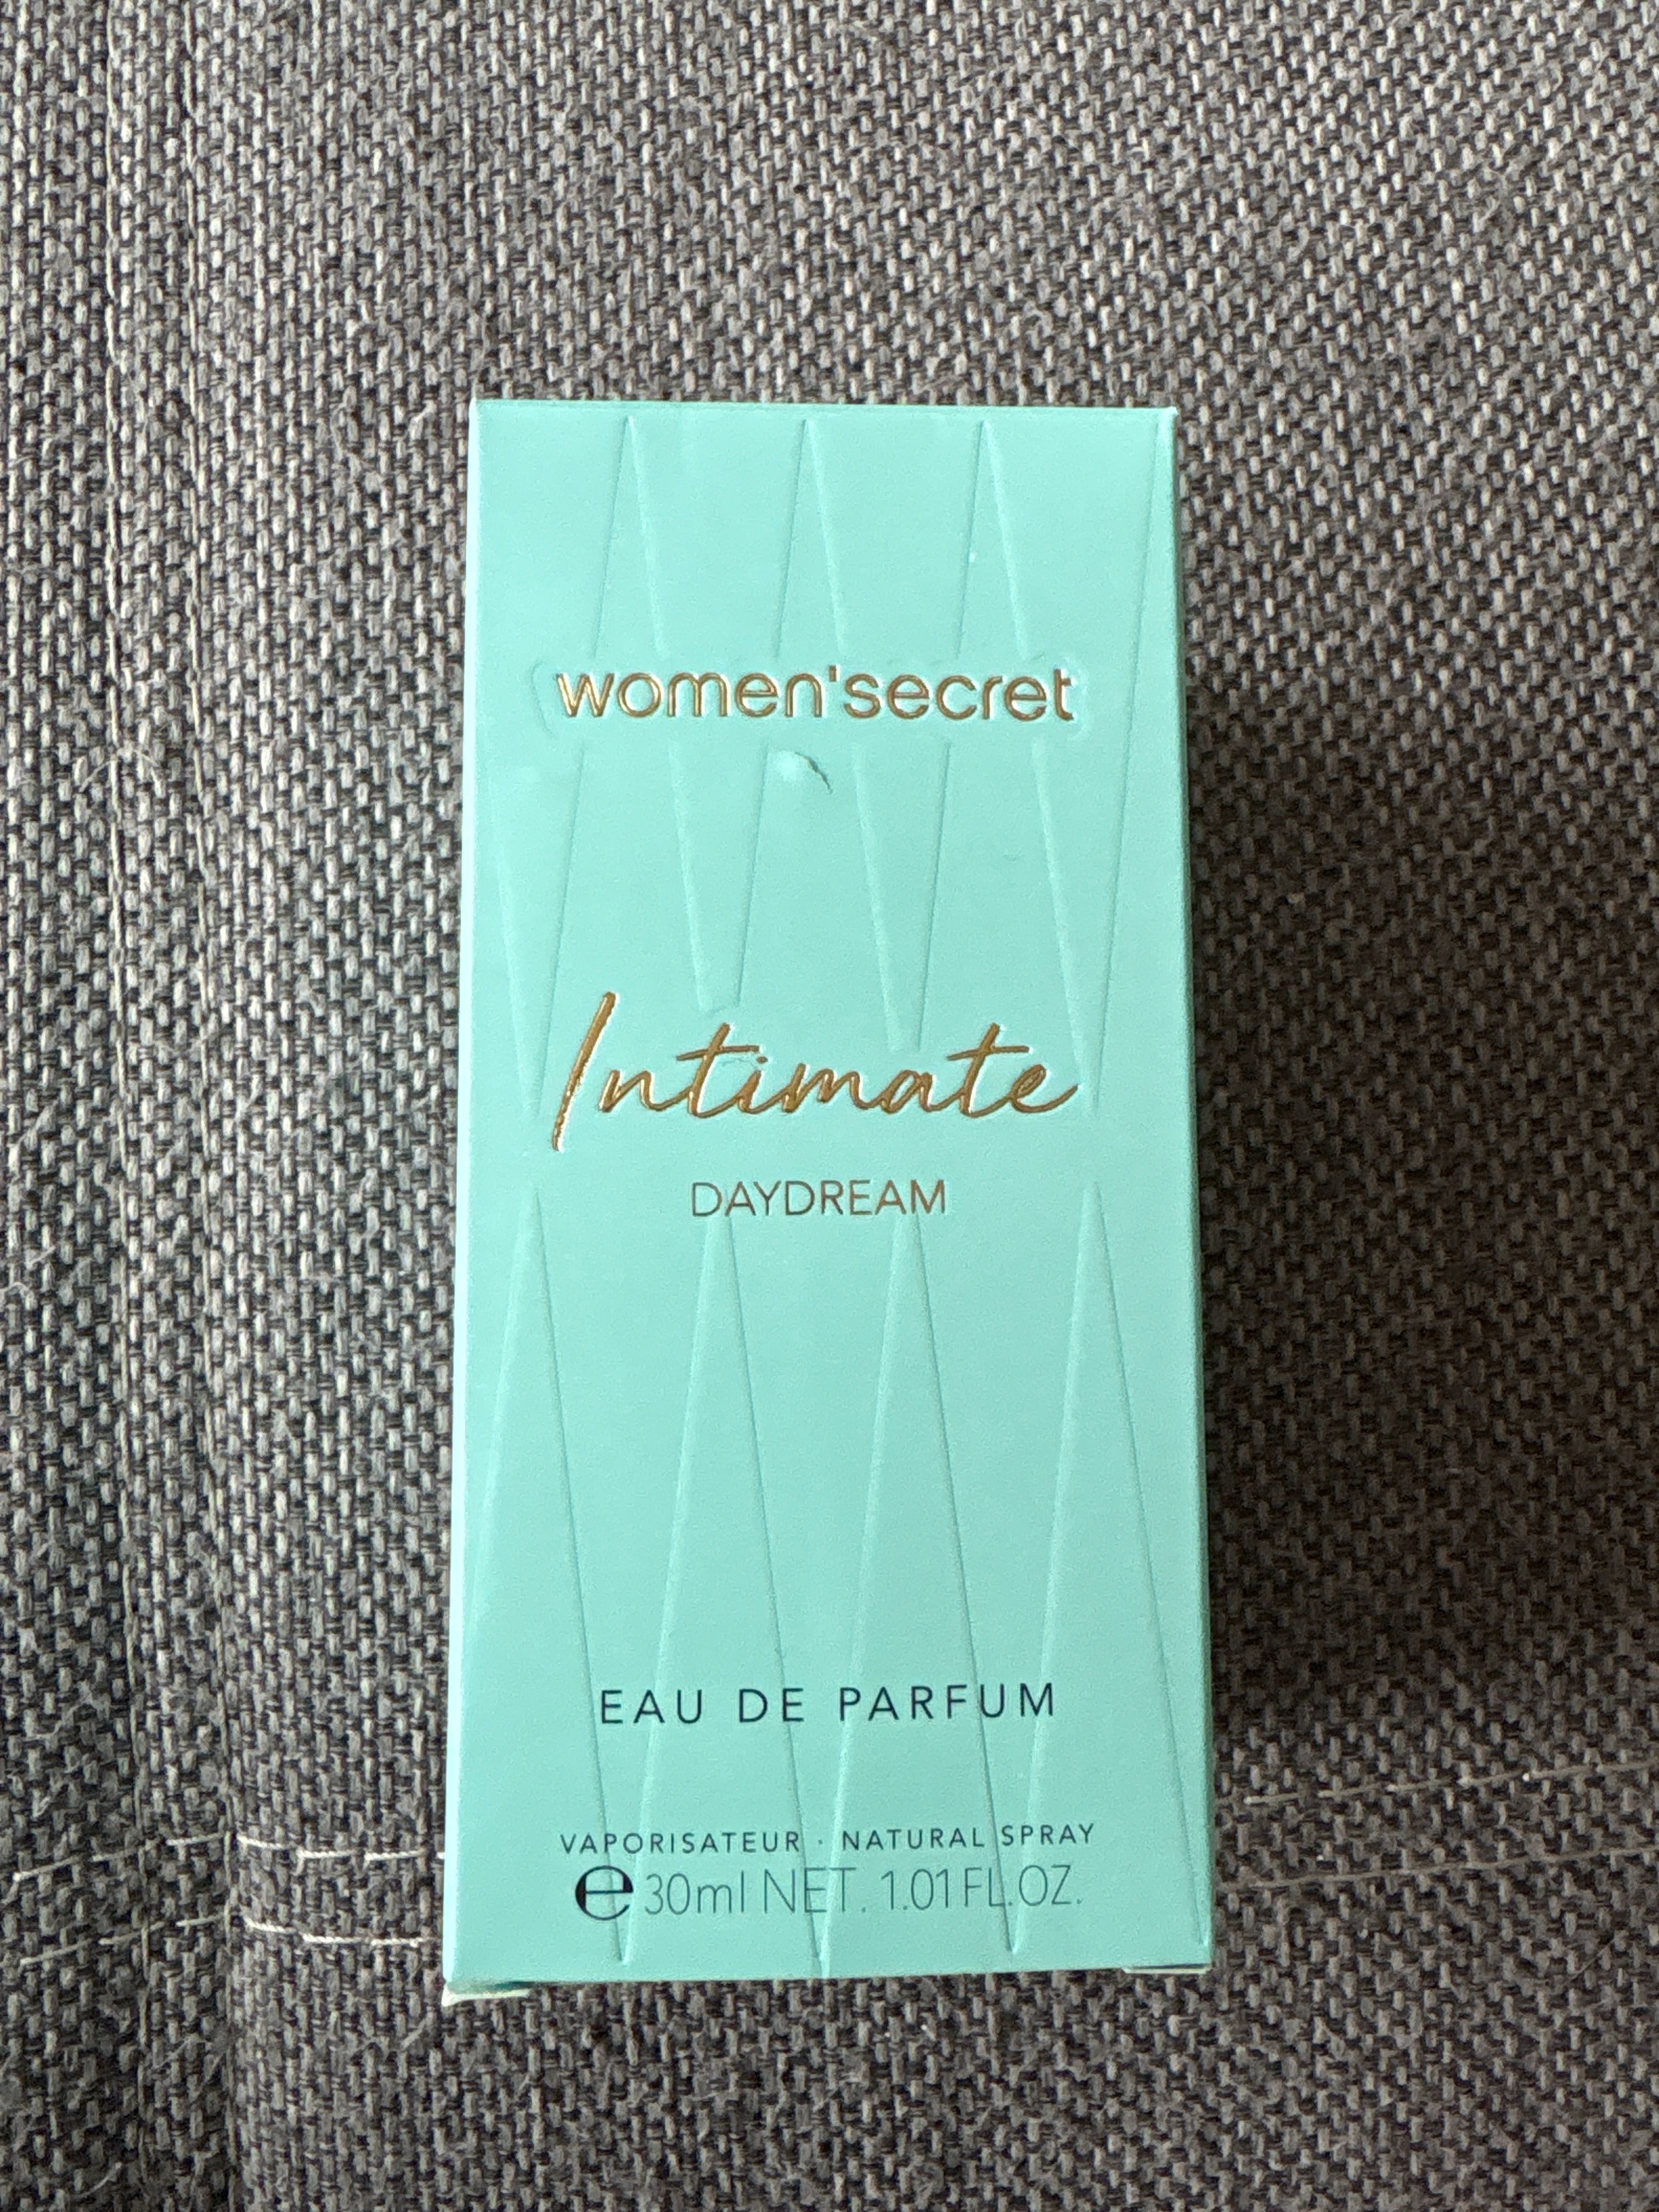 women'secret
Intimate
DAYDREAM
EAU DE PARFUM
VAPORISATEUR · NATURAL SPRAY
℮ 30ml NET. 1.01 FL.OZ.